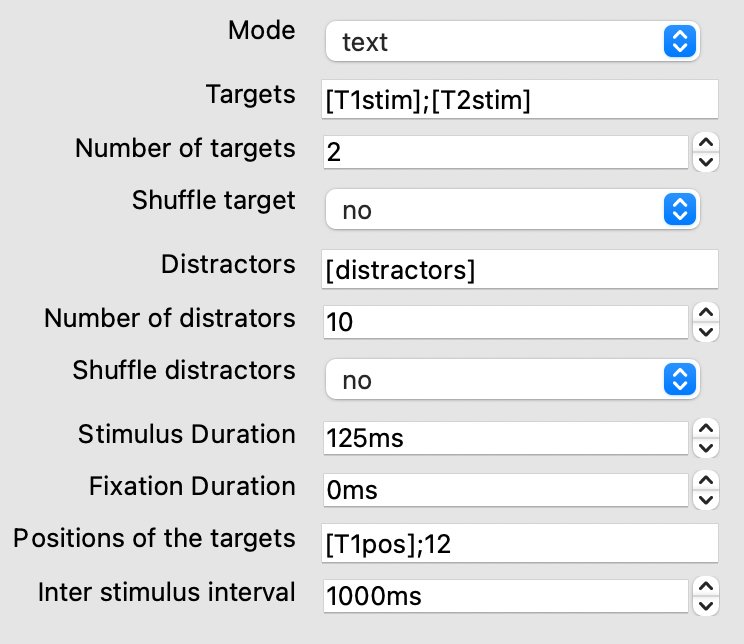 Mode text
Targets [T1stim];[T2stim]
Number of targets 2
Shuffle target no
Distractors [distractors]
Number of distrators 10
Shuffle distractors no
Stimulus Duration 125ms
Fixation Duration 0ms
Positions of the targets [T1pos];12
Inter stimulus interval 1000ms